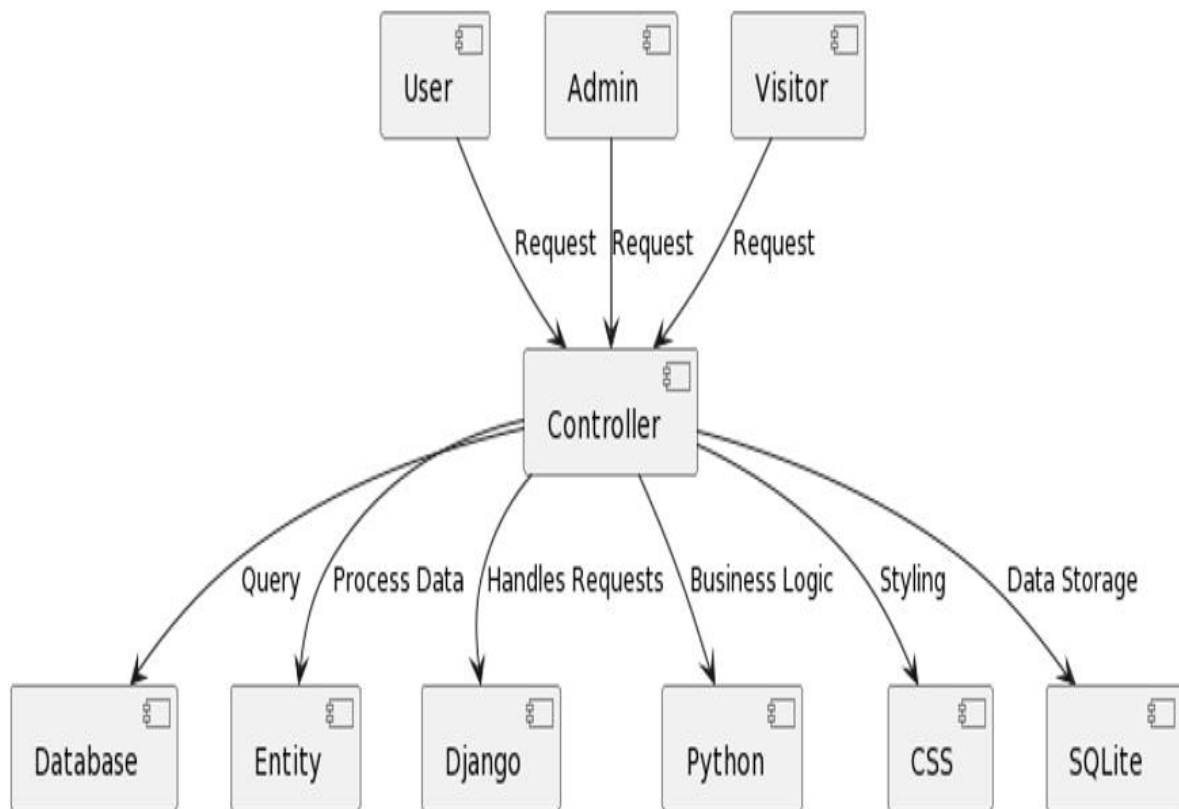 User
Admin
Visitor
Request
Request
Request
Controller
Query
Process Data
Handles Requests
Business Logic
Styling
Data Storage
Database
Entity
Django
Python
CSS
SQLite